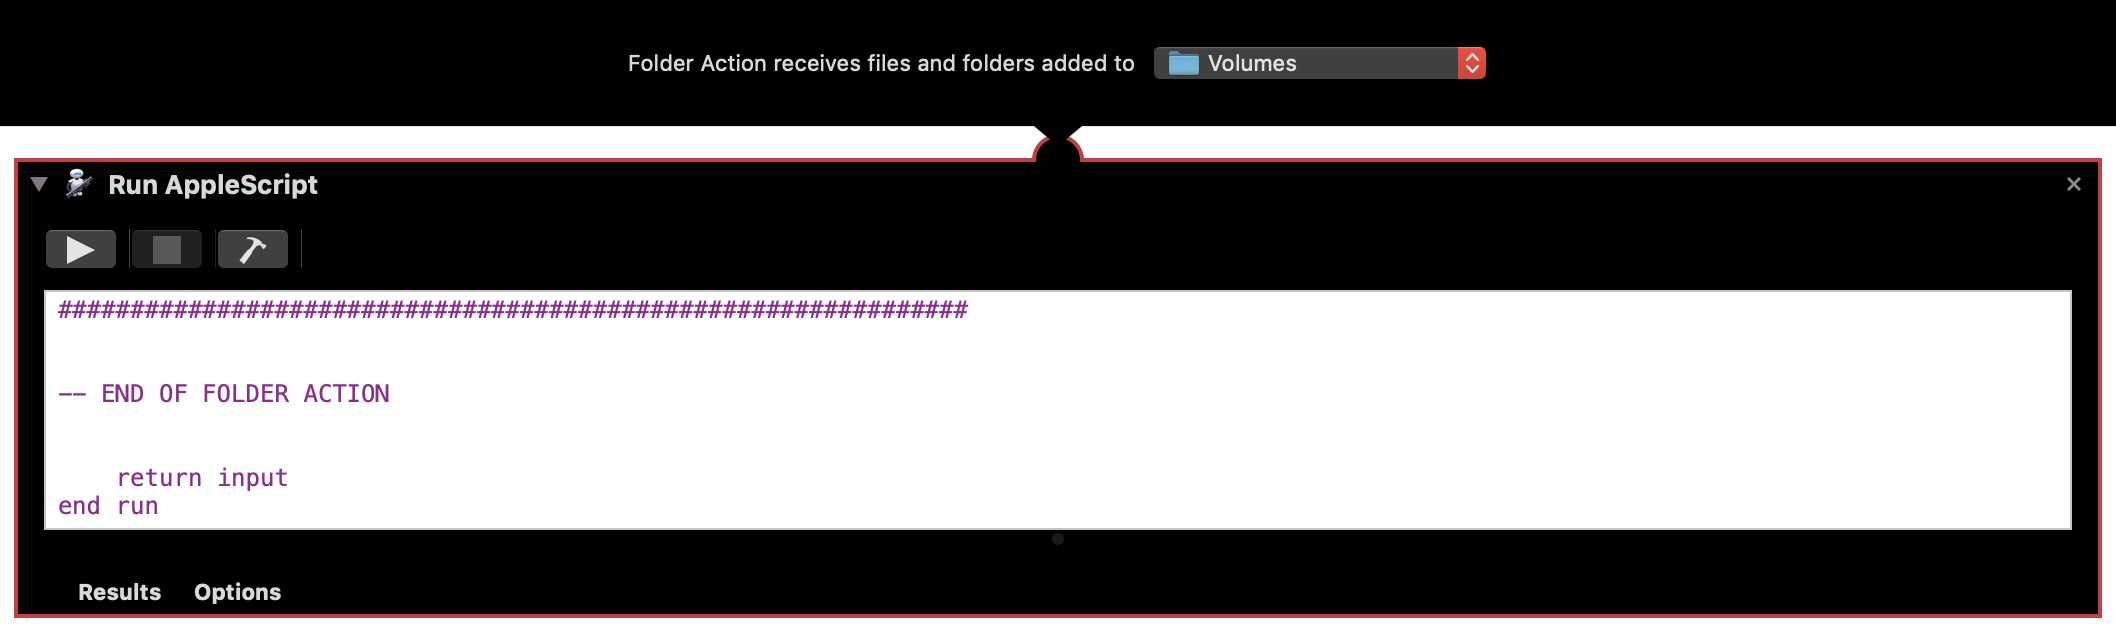 Folder Action receives files and folders added to Volumes
Run AppleScript
###############################################################
-- END OF FOLDER ACTION
return input
end run
Results Options